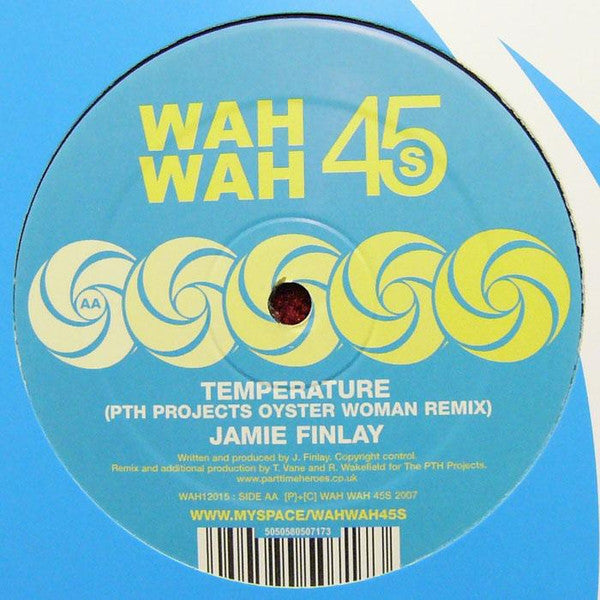 WAH
WAH 45s
AA
TEMPERATURE
(PTH PROJECTS OYSTER WOMAN REMIX)
JAMIE FINLAY
Written and produced by J. Finlay. Copyright control.
Remix and additional production by T. Vane and R. Wakefield for The PTH Projects.
www.parttimeheroes.co.uk
WAH12015 : SIDE AA [P]+[C] WAH WAH 45S 2007
WWW.MYSPACE/WAHWAH45S
5050580507173